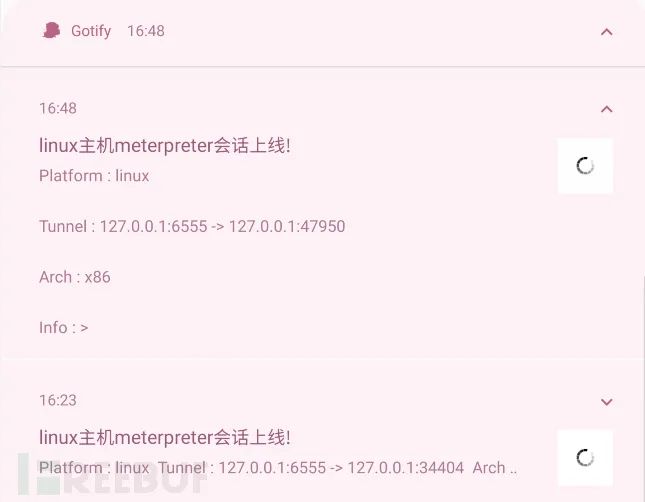 Gotify 16:48
16:48
linux主机meterpreter会话上线!
Platform : linux
Tunnel : 127.0.0.1:6555 -> 127.0.0.1:47950
Arch : x86
Info : >
16:23
linux主机meterpreter会话上线!
Platform : linux Tunnel : 127.0.0.1:6555 -> 127.0.0.1:34404 Arch ..
FREEBUF